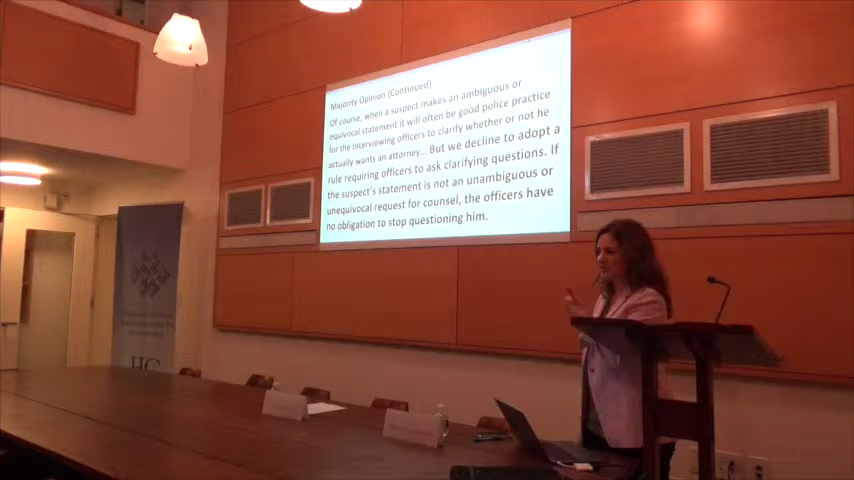 Majority Opinion (Continued)
Of course, when a suspect makes an ambiguous or
equivocal statement it will often be good police practice
for the interviewing officers to clarify whether or not he
actually wants an attorney... But we decline to adopt a
rule requiring officers to ask clarifying questions. If
the suspect's statement is not an unambiguous or
unequivocal request for counsel, the officers have
no obligation to stop questioning him.
HC